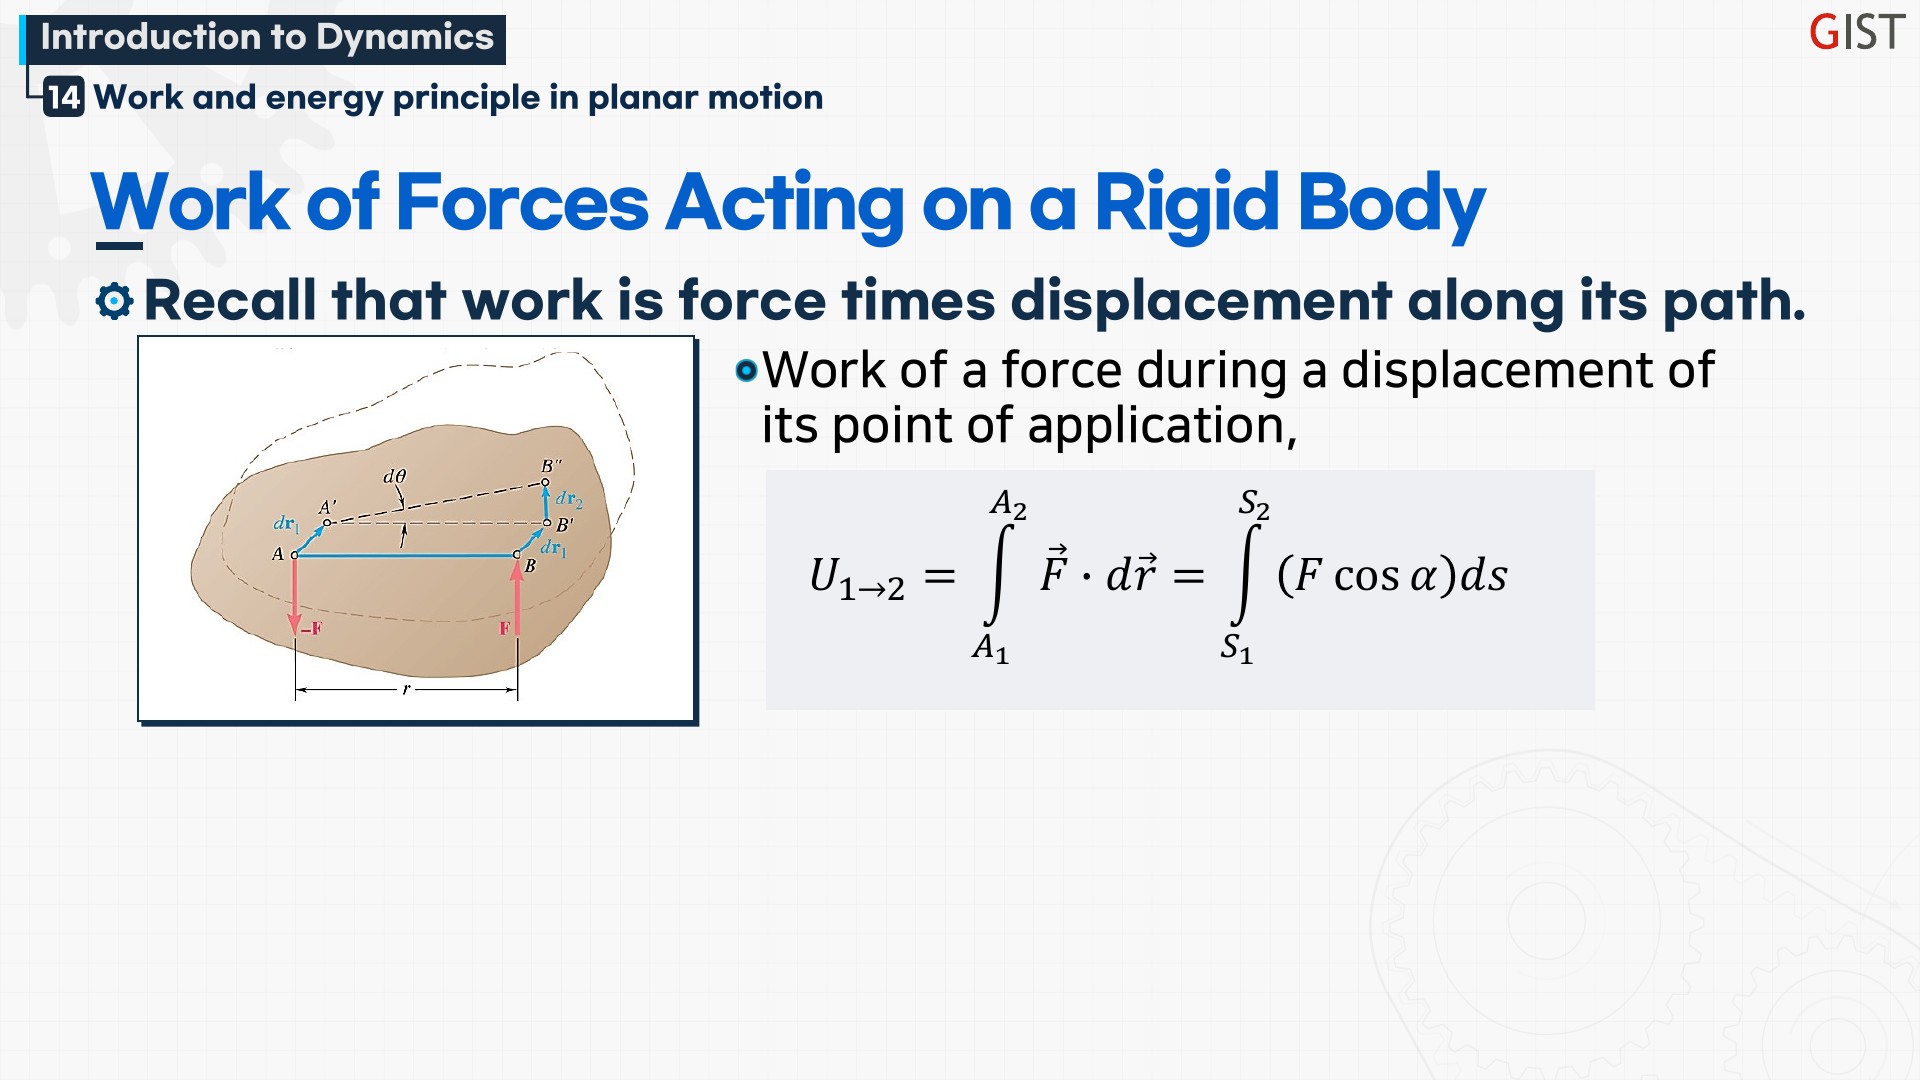 Introduction to Dynamics
GIST
14 Work and energy principle in planar motion
Work of Forces Acting on a Rigid Body
Recall that work is force times displacement along its path.
Work of a force during a displacement of
its point of application,
B″
dθ
dr₂
A′
dr₁
B′
A
dr₁
B
–F
F
r
U₁→₂ = ∫_{A₁}^{A₂} F⃗ · dr⃗ = ∫_{S₁}^{S₂} (F cos α)ds